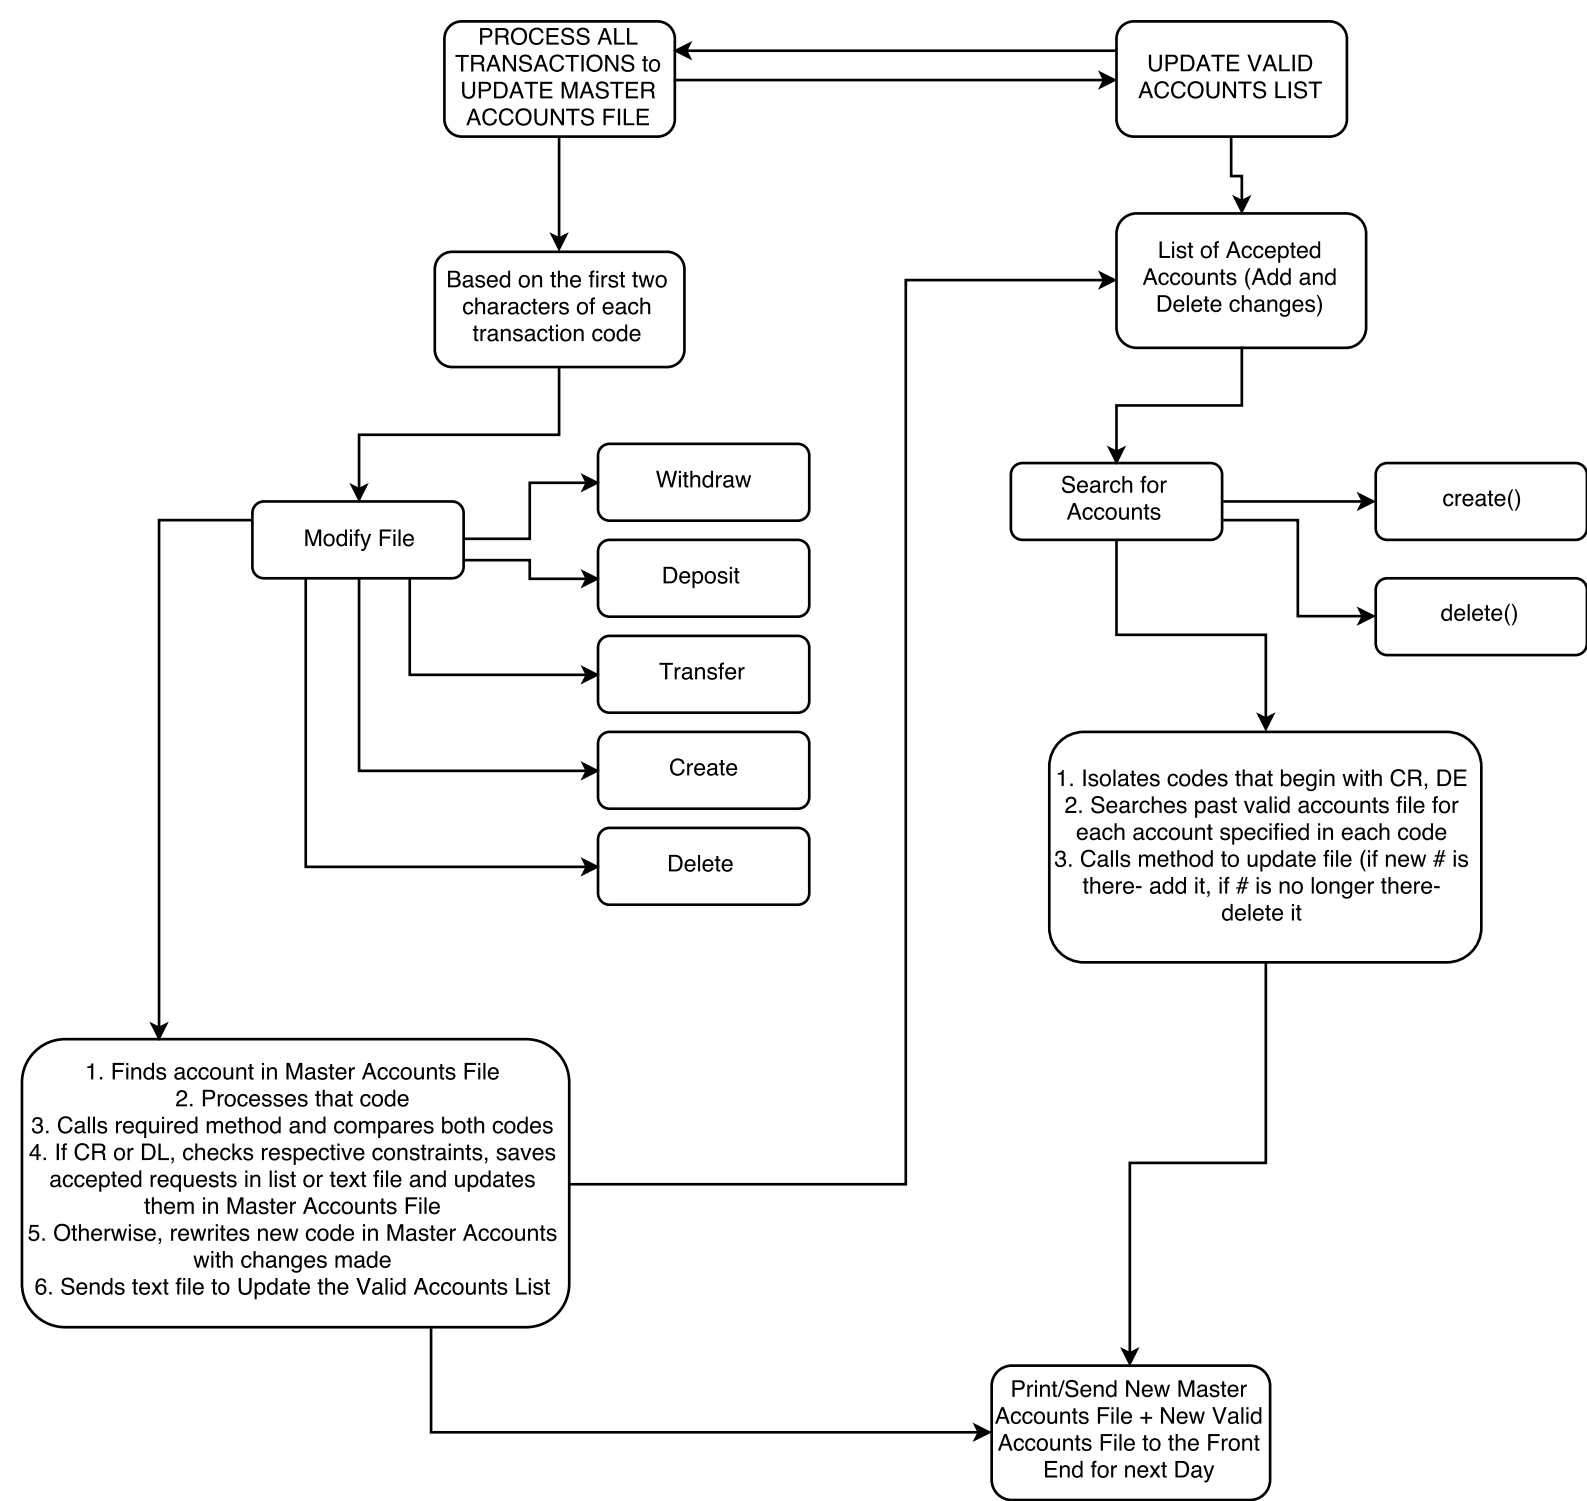 PROCESS ALL
TRANSACTIONS to
UPDATE MASTER
ACCOUNTS FILE
UPDATE VALID
ACCOUNTS LIST
Based on the first two
characters of each
transaction code
List of Accepted
Accounts (Add and
Delete changes)
Modify File
Withdraw
Deposit
Transfer
Create
Delete
Search for
Accounts
create()
delete()
1. Isolates codes that begin with CR, DE
2. Searches past valid accounts file for
each account specified in each code
3. Calls method to update file (if new # is
there- add it, if # is no longer there-
delete it
1. Finds account in Master Accounts File
2. Processes that code
3. Calls required method and compares both codes
4. If CR or DL, checks respective constraints, saves
accepted requests in list or text file and updates
them in Master Accounts File
5. Otherwise, rewrites new code in Master Accounts
with changes made
6. Sends text file to Update the Valid Accounts List
Print/Send New Master
Accounts File + New Valid
Accounts File to the Front
End for next Day